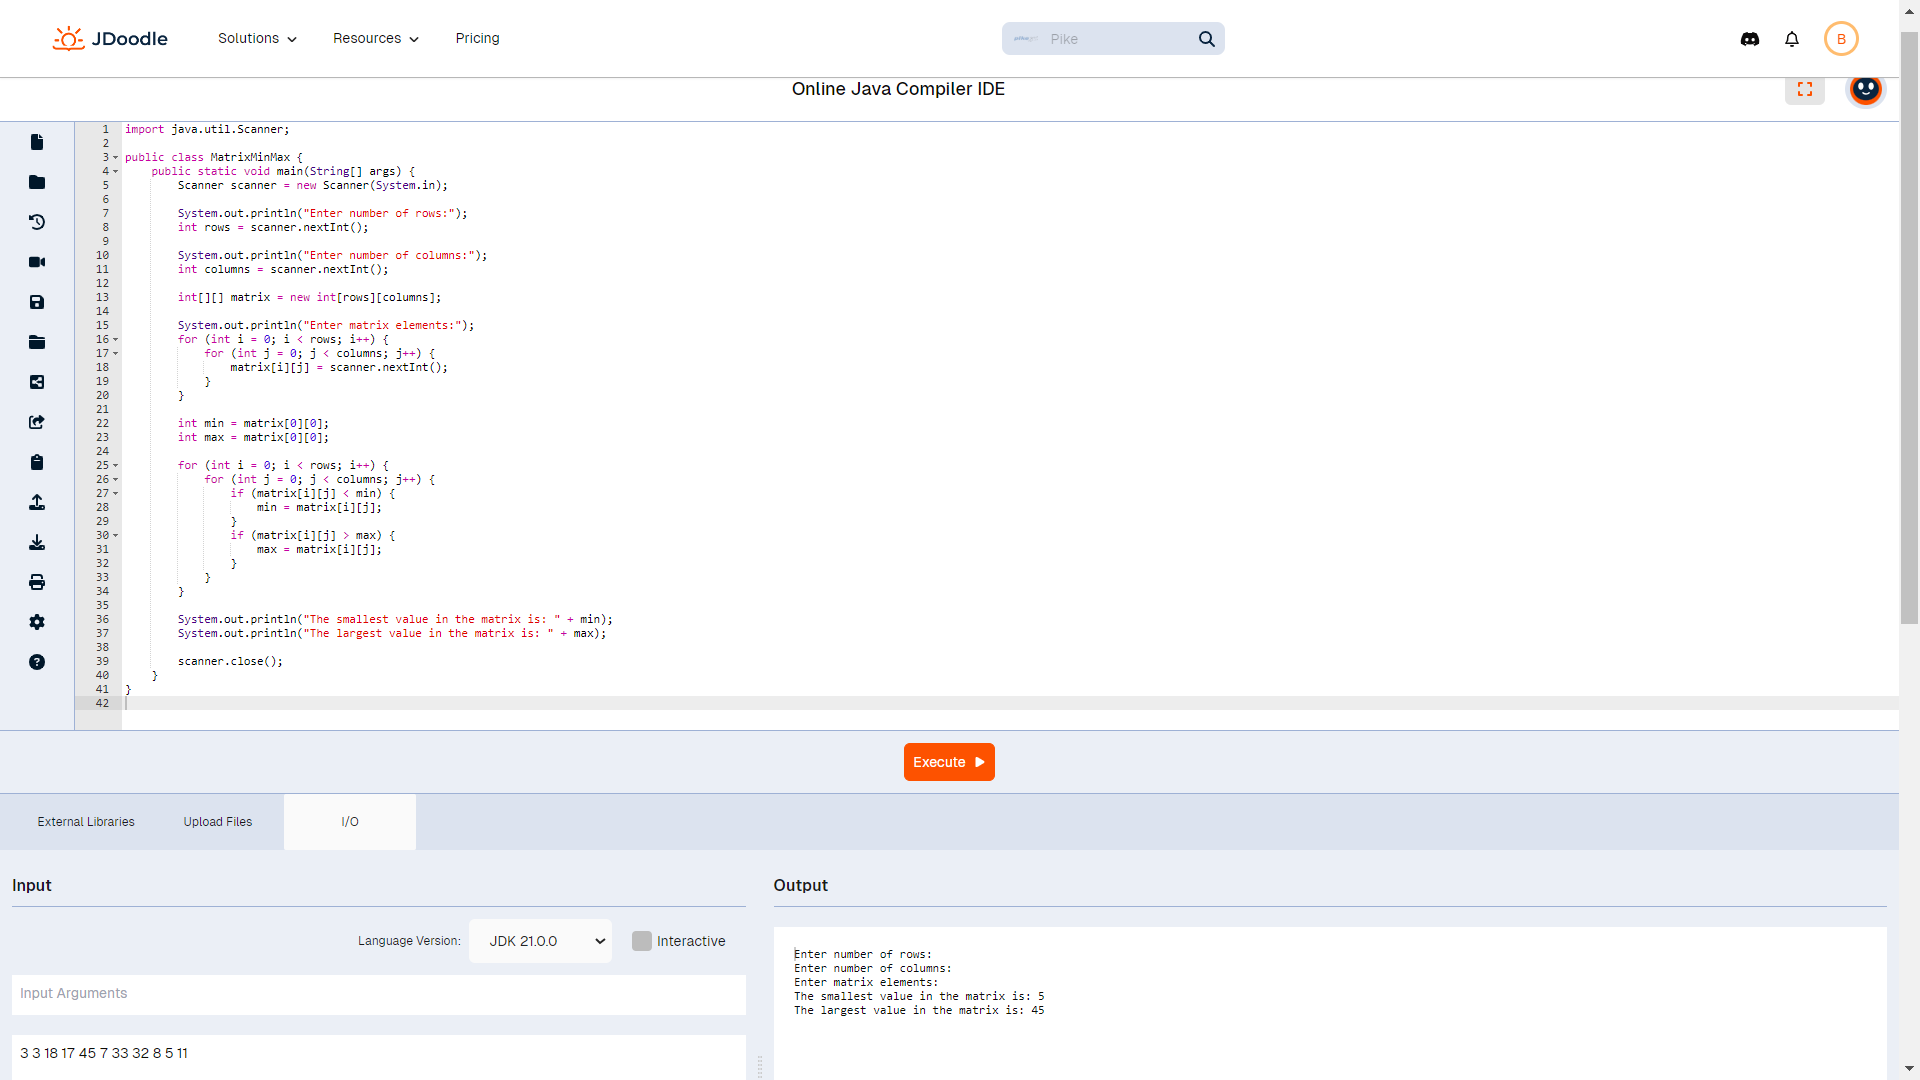 JDoodle
Solutions
Resources
Pricing
Pike
B
Online Java Compiler IDE
1 import java.util.Scanner;
2
3 public class MatrixMinMax {
4     public static void main(String[] args) {
5         Scanner scanner = new Scanner(System.in);
6
7         System.out.println("Enter number of rows:");
8         int rows = scanner.nextInt();
9
10         System.out.println("Enter number of columns:");
11         int columns = scanner.nextInt();
12
13         int[][] matrix = new int[rows][columns];
14
15         System.out.println("Enter matrix elements:");
16         for (int i = 0; i < rows; i++) {
17             for (int j = 0; j < columns; j++) {
18                 matrix[i][j] = scanner.nextInt();
19             }
20         }
21
22         int min = matrix[0][0];
23         int max = matrix[0][0];
24
25         for (int i = 0; i < rows; i++) {
26             for (int j = 0; j < columns; j++) {
27                 if (matrix[i][j] < min) {
28                     min = matrix[i][j];
29                 }
30                 if (matrix[i][j] > max) {
31                     max = matrix[i][j];
32                 }
33             }
34         }
35
36         System.out.println("The smallest value in the matrix is: " + min);
37         System.out.println("The largest value in the matrix is: " + max);
38
39         scanner.close();
40     }
41 }
42
Execute
External Libraries
Upload Files
I/O
Input
Language Version:
JDK 21.0.0
Interactive
Input Arguments
3 3 18 17 45 7 33 32 8 5 11
Output
Enter number of rows:
Enter number of columns:
Enter matrix elements:
The smallest value in the matrix is: 5
The largest value in the matrix is: 45